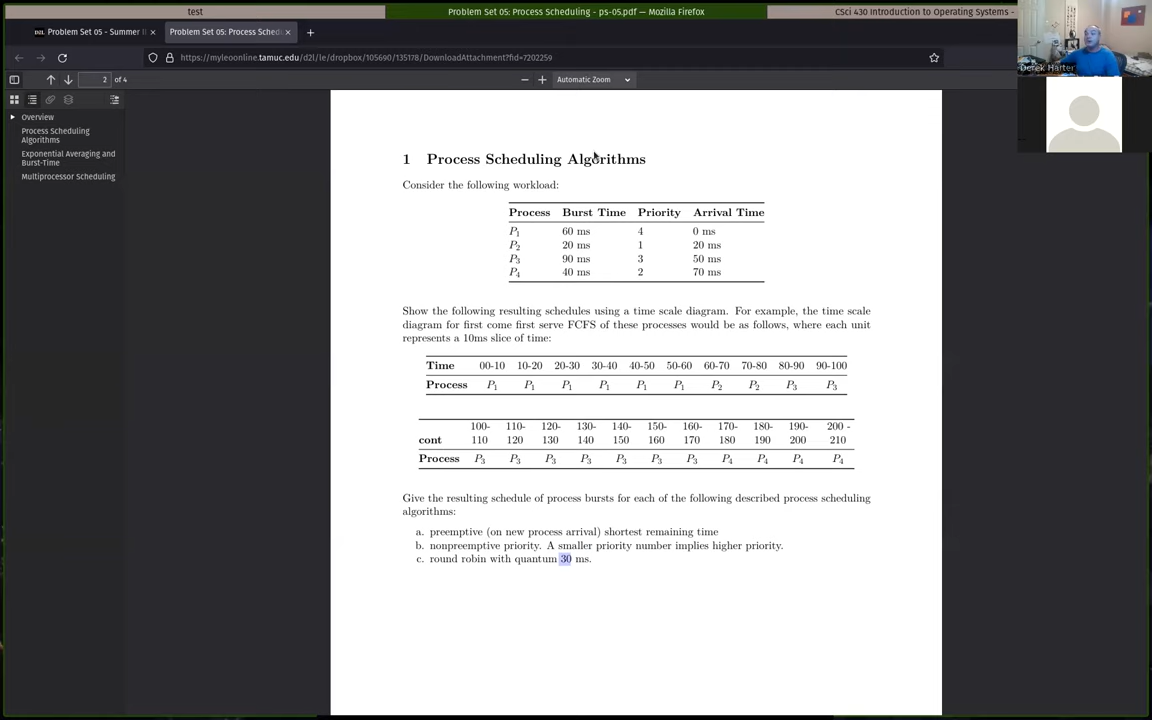 test
Problem Set 05: Process Scheduling - ps-05.pdf — Mozilla Firefox
CSci 430 Introduction to Operating Systems -
Problem Set 05 - Summer
Problem Set 05: Process Sched
https://myleoonline.tamuc.edu/d2l/le/dropbox/105690/135178/DownloadAttachment?fid=7202259
Derek Harter
2 of 4
Automatic Zoom
Overview
Process Scheduling
Algorithms
Exponential Averaging and
Burst-Time
Multiprocessor Scheduling
1 Process Scheduling Algorithms
Consider the following workload:
Process Burst Time Priority Arrival Time
P1 60 ms 4 0 ms
P2 20 ms 1 20 ms
P3 90 ms 3 50 ms
P4 40 ms 2 70 ms
Show the following resulting schedules using a time scale diagram. For example, the time scale
diagram for first come first serve FCFS of these processes would be as follows, where each unit
represents a 10ms slice of time:
Time 00-10 10-20 20-30 30-40 40-50 50-60 60-70 70-80 80-90 90-100
Process P1 P1 P1 P1 P1 P1 P2 P2 P3 P3
100- 110- 120- 130- 140- 150- 160- 170- 180- 190- 200 -
cont 110 120 130 140 150 160 170 180 190 200 210
Process P3 P3 P3 P3 P3 P3 P3 P4 P4 P4 P4
Give the resulting schedule of process bursts for each of the following described process scheduling
algorithms:
a. preemptive (on new process arrival) shortest remaining time
b. nonpreemptive priority. A smaller priority number implies higher priority.
c. round robin with quantum 30 ms.